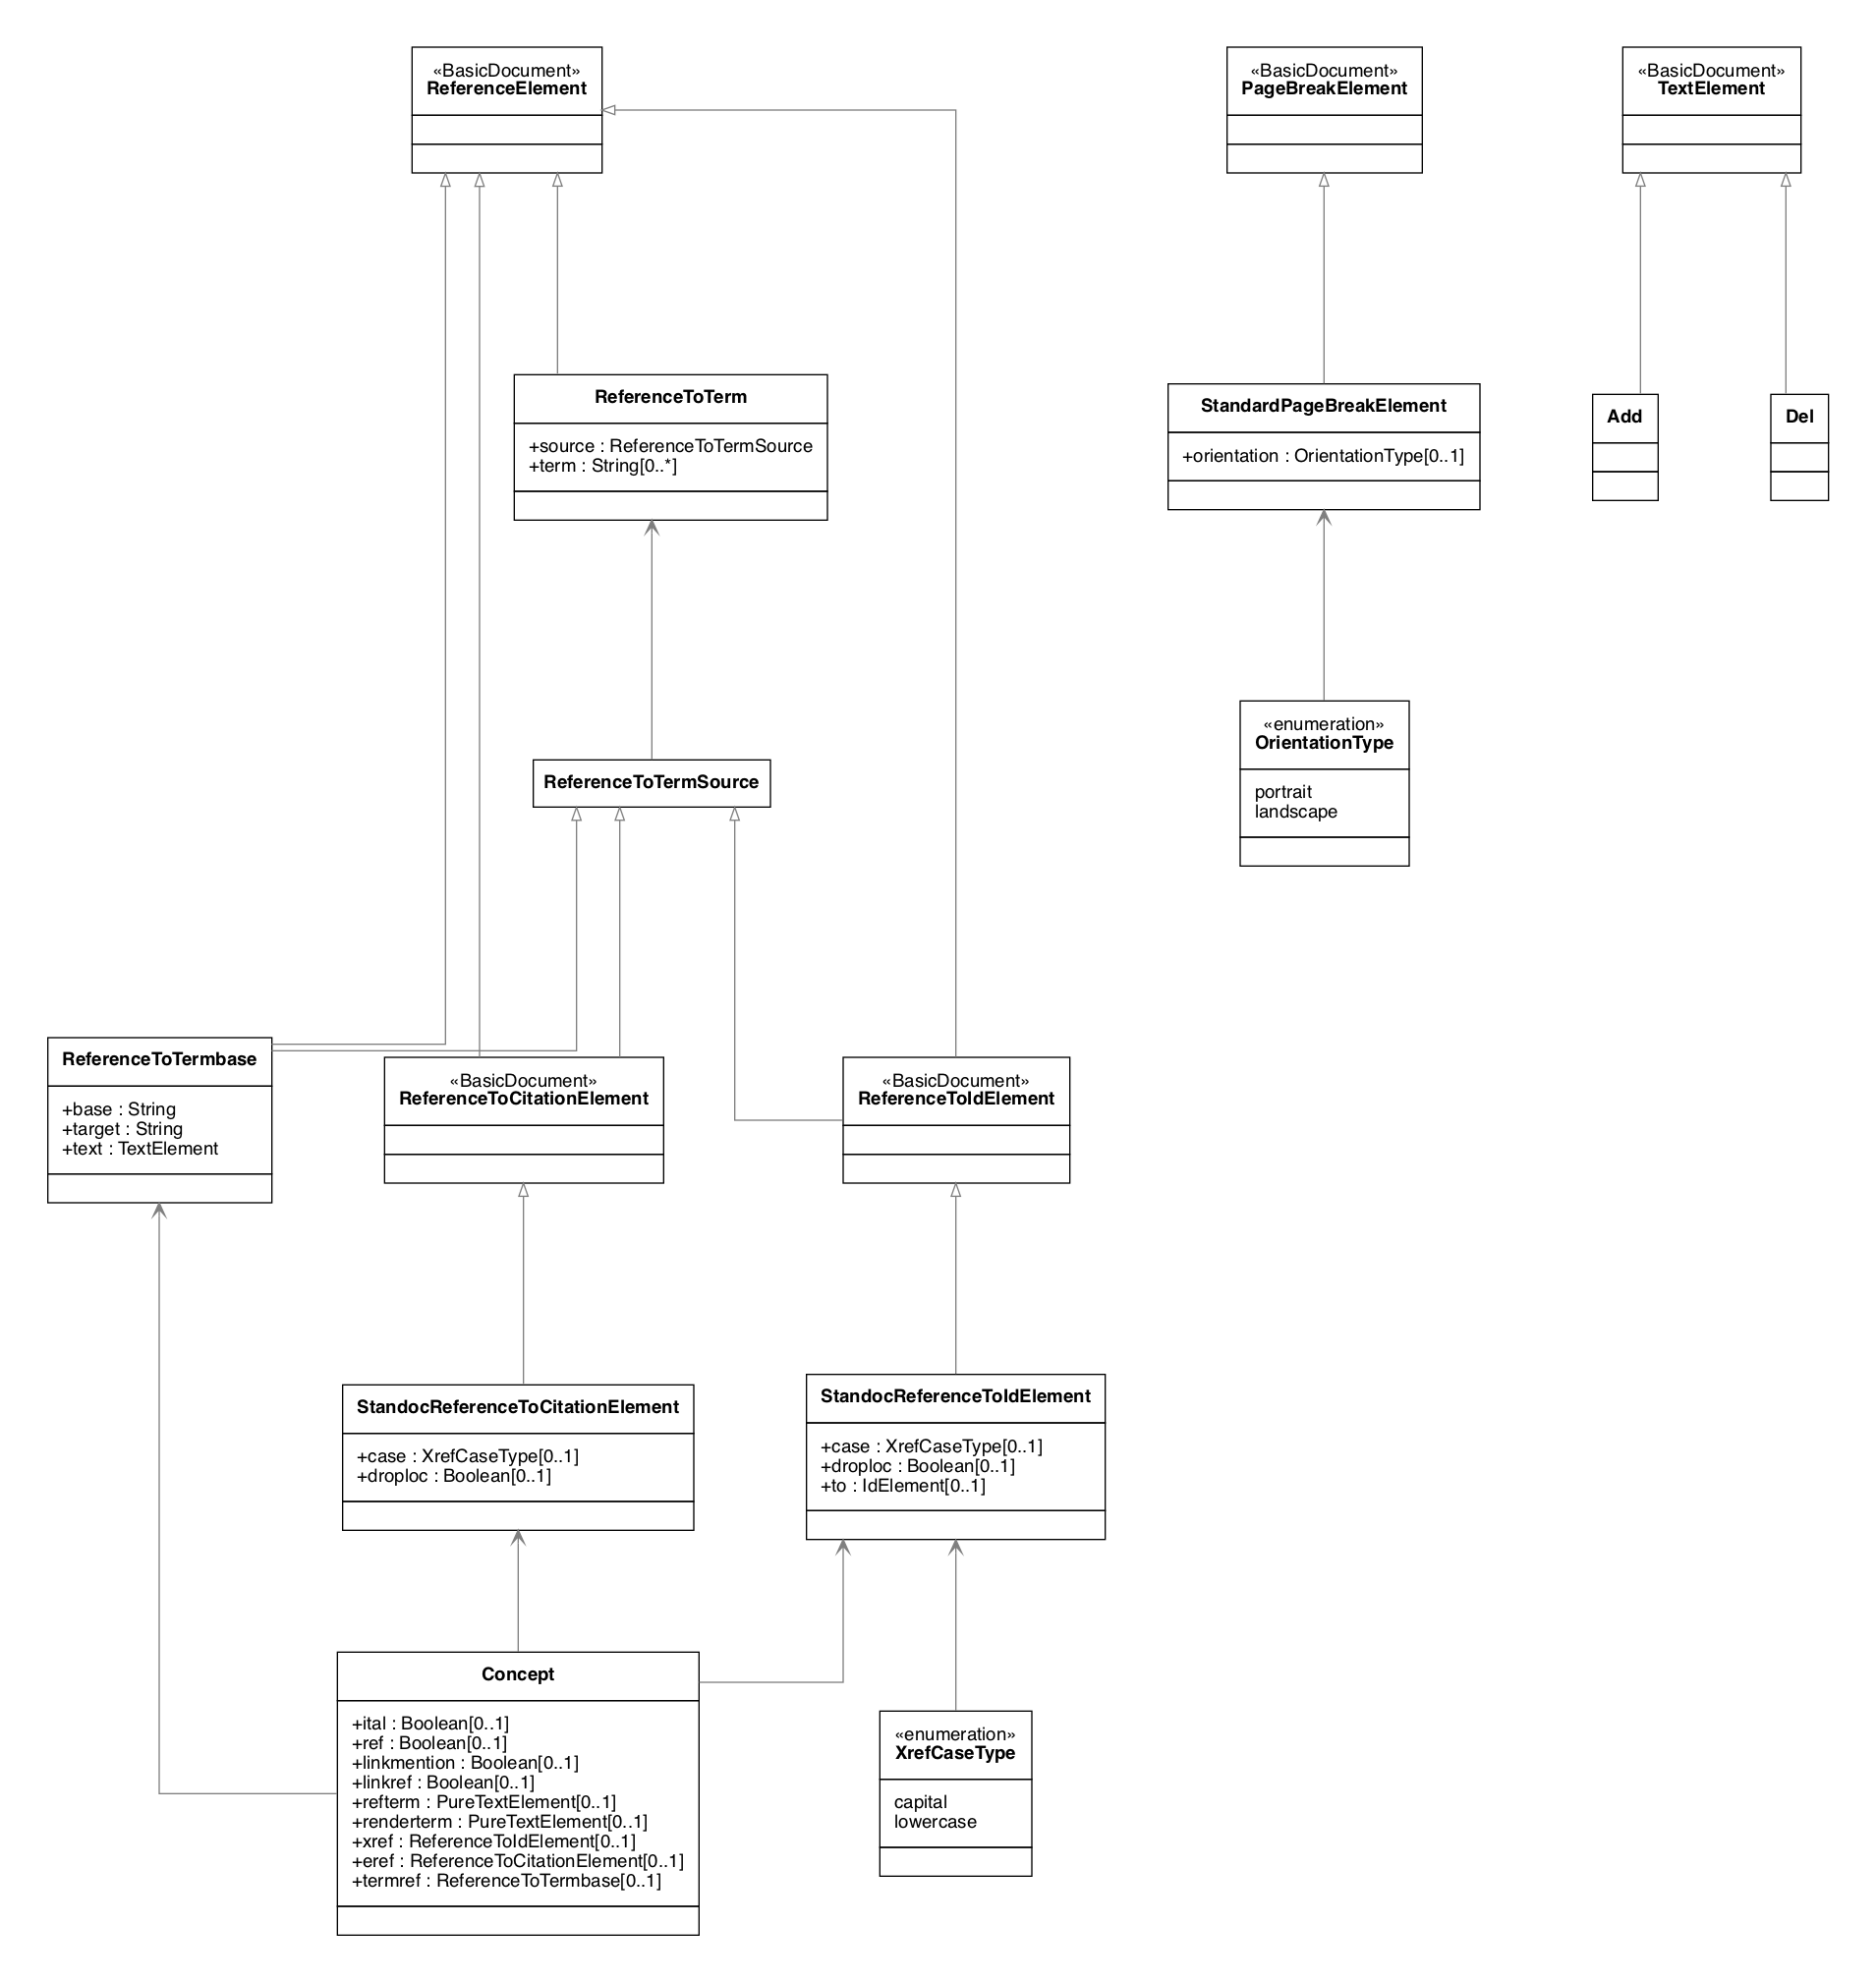 «BasicDocument»
ReferenceElement
«BasicDocument»
PageBreakElement
«BasicDocument»
TextElement
ReferenceToTerm
+source : ReferenceToTermSource
+term : String[0..*]
StandardPageBreakElement
+orientation : OrientationType[0..1]
Add
Del
ReferenceToTermSource
«enumeration»
OrientationType
portrait
landscape
ReferenceToTermbase
+base : String
+target : String
+text : TextElement
«BasicDocument»
ReferenceToCitationElement
«BasicDocument»
ReferenceToIdElement
StandocReferenceToCitationElement
+case : XrefCaseType[0..1]
+droploc : Boolean[0..1]
StandocReferenceToIdElement
+case : XrefCaseType[0..1]
+droploc : Boolean[0..1]
+to : IdElement[0..1]
Concept
+ital : Boolean[0..1]
+ref : Boolean[0..1]
+linkmention : Boolean[0..1]
+linkref : Boolean[0..1]
+refterm : PureTextElement[0..1]
+renderterm : PureTextElement[0..1]
+xref : ReferenceToIdElement[0..1]
+eref : ReferenceToCitationElement[0..1]
+termref : ReferenceToTermbase[0..1]
«enumeration»
XrefCaseType
capital
lowercase